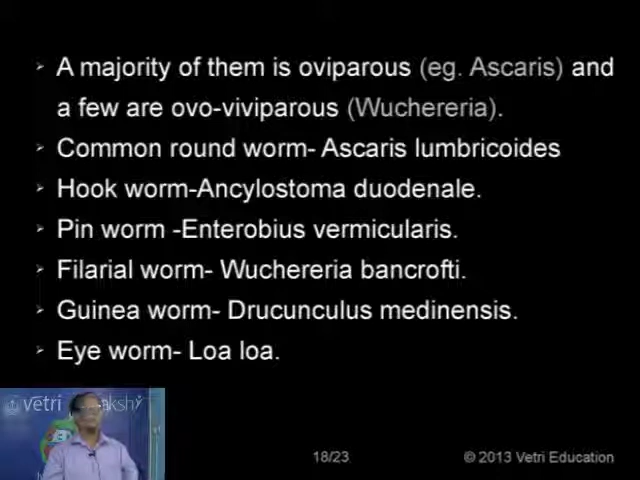 A majority of them is oviparous (eg. Ascaris) and
a few are ovo-viviparous (Wuchereria).
Common round worm- Ascaris lumbricoides
Hook worm-Ancylostoma duodenale.
Pin worm -Enterobius vermicularis.
Filarial worm- Wuchereria bancrofti.
Guinea worm- Drucunculus medinensis.
Eye worm- Loa loa.
vetri
18/23
© 2013 Vetri Education